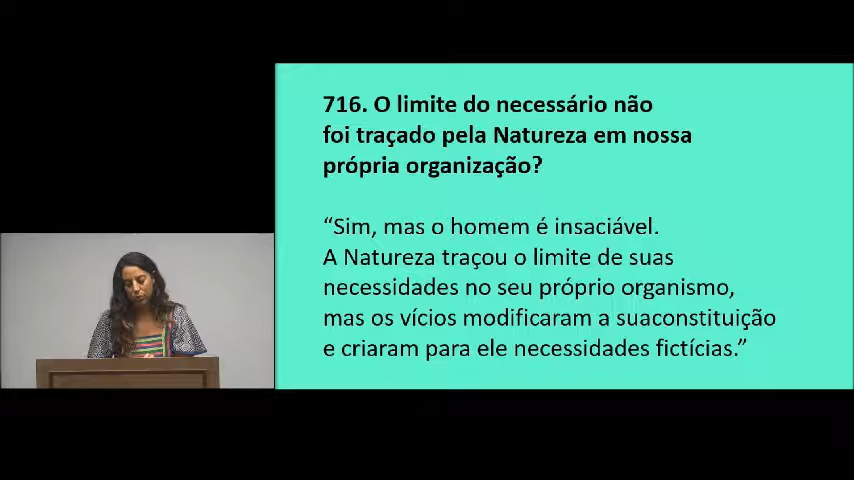 716. O limite do necessário não
foi traçado pela Natureza em nossa
própria organização?
“Sim, mas o homem é insaciável.
A Natureza traçou o limite de suas
necessidades no seu próprio organismo,
mas os vícios modificaram a suaconstituição
e criaram para ele necessidades fictícias.”